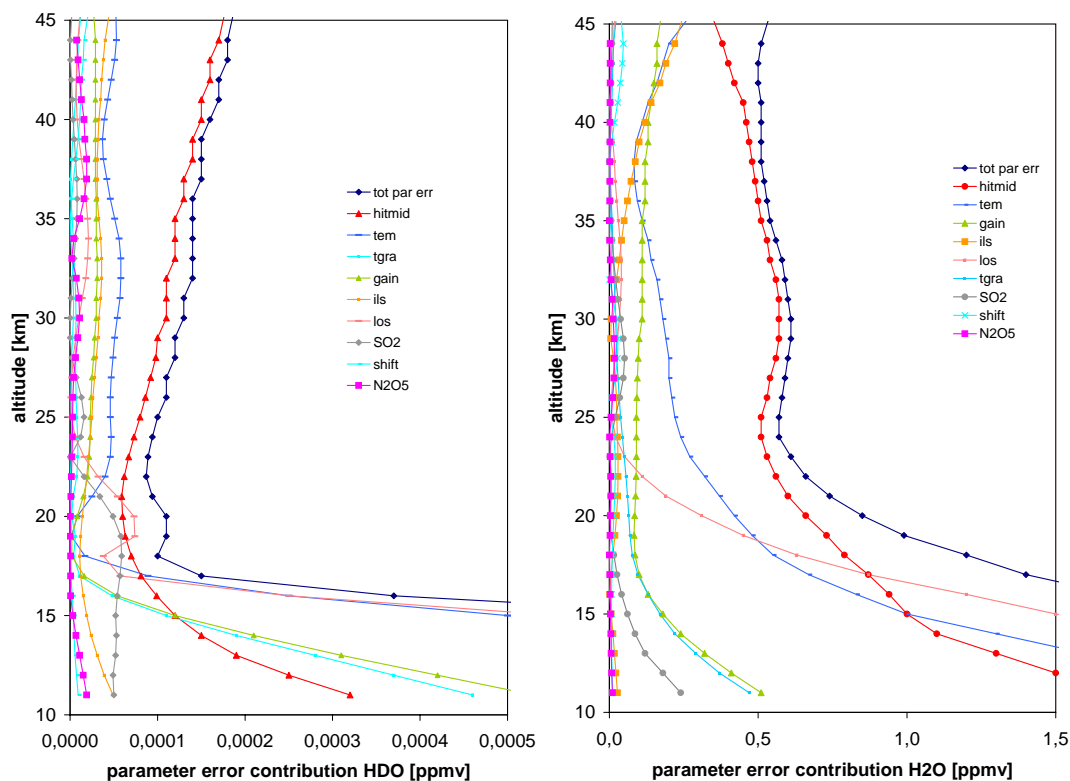 45
40
35
30
25
20
15
10
altitude [km]
0,0000
0,0001
0,0002
0,0003
0,0004
0,0005
parameter error contribution HDO [ppmv]
tot par err
hitmid
tem
tgra
gain
ils
los
SO2
shift
N2O5
45
40
35
30
25
20
15
10
altitude [km]
0,0
0,5
1,0
1,5
parameter error contribution H2O [ppmv]
tot par err
hitmid
tem
gain
ils
los
tgra
SO2
shift
N2O5